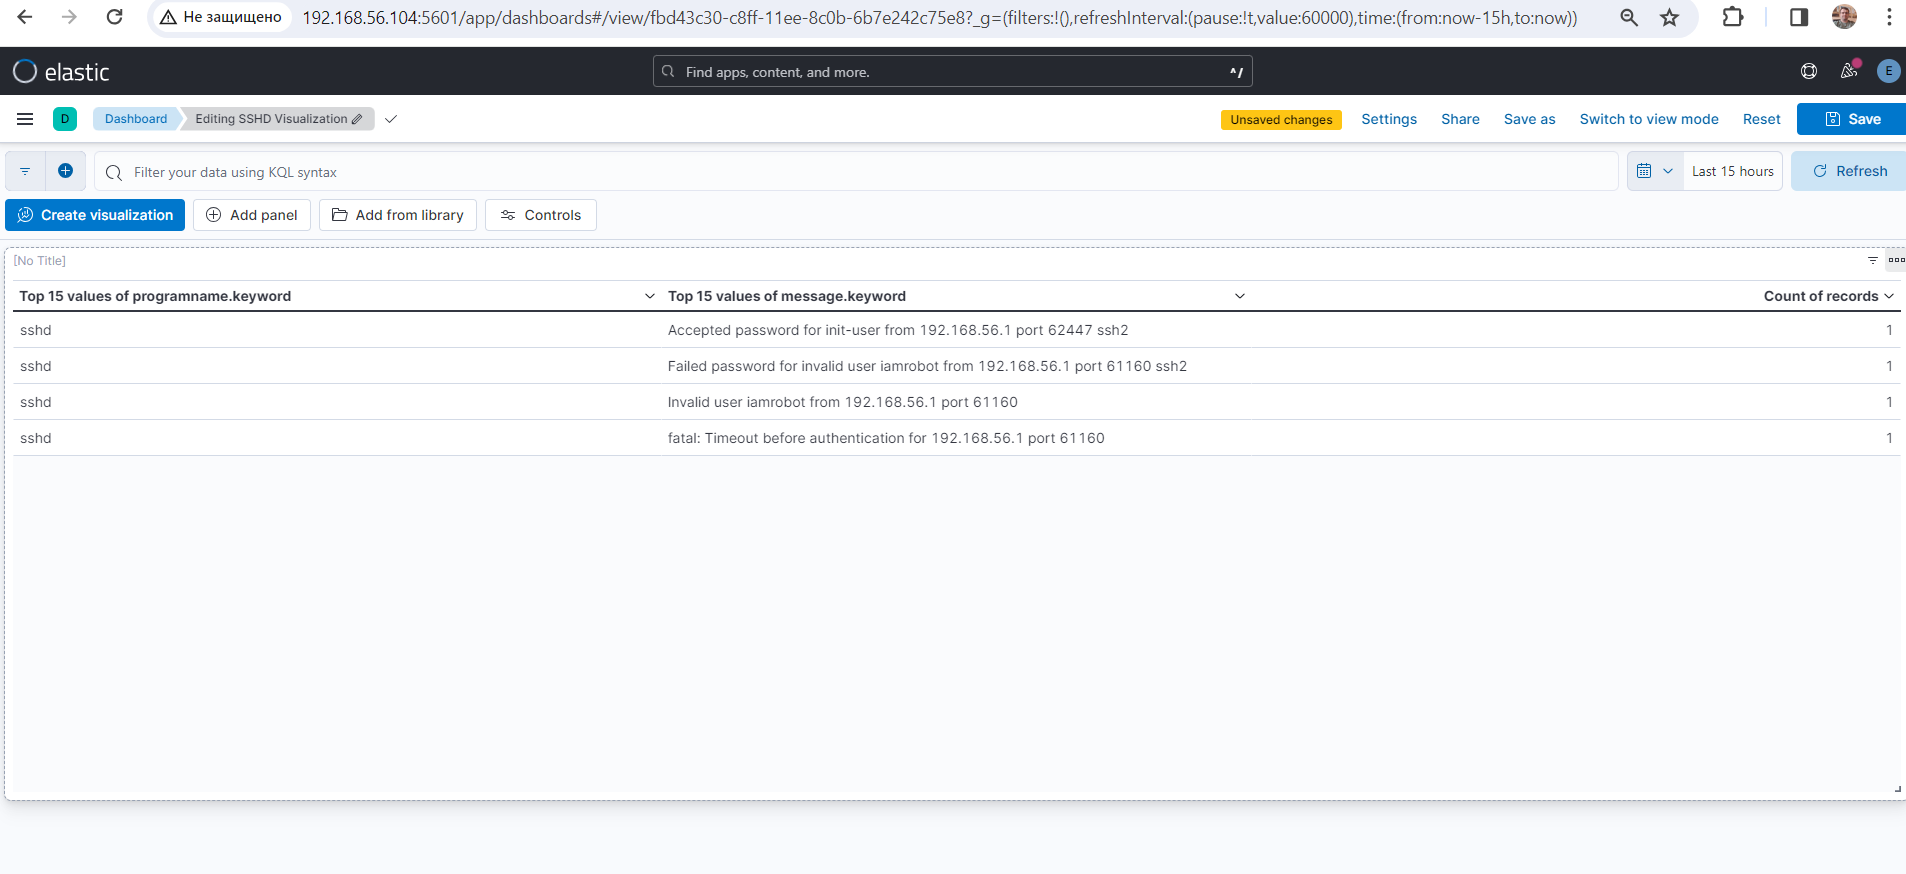 Не защищено 192.168.56.104:5601/app/dashboards#/view/fbd43c30-c8ff-11ee-8c0b-6b7e242c75e8?_g=(filters:!(),refreshInterval:(pause:!t,value:60000),time:(from:now-15h,to:now))
elastic Find apps, content, and more. ^/ E
D Dashboard Editing SSHD Visualization Unsaved changes Settings Share Save as Switch to view mode Reset Save
Filter your data using KQL syntax Last 15 hours Refresh
Create visualization Add panel Add from library Controls
[No Title]
Top 15 values of programname.keyword Top 15 values of message.keyword Count of records
sshd Accepted password for init-user from 192.168.56.1 port 62447 ssh2 1
sshd Failed password for invalid user iamrobot from 192.168.56.1 port 61160 ssh2 1
sshd Invalid user iamrobot from 192.168.56.1 port 61160 1
sshd fatal: Timeout before authentication for 192.168.56.1 port 61160 1